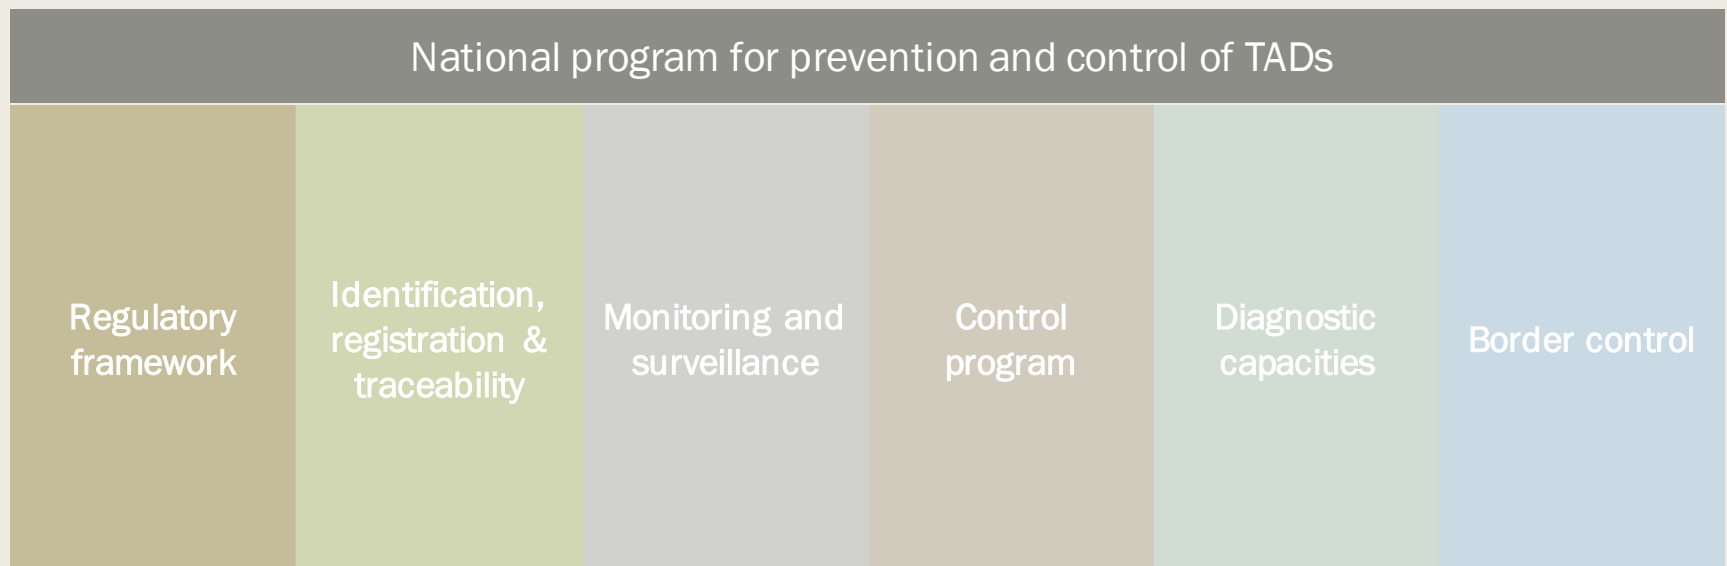 National program for prevention and control of TADs
Regulatory
framework
Identification,
registration &
traceability
Monitoring and
surveillance
Control
program
Diagnostic
capacities
Border control